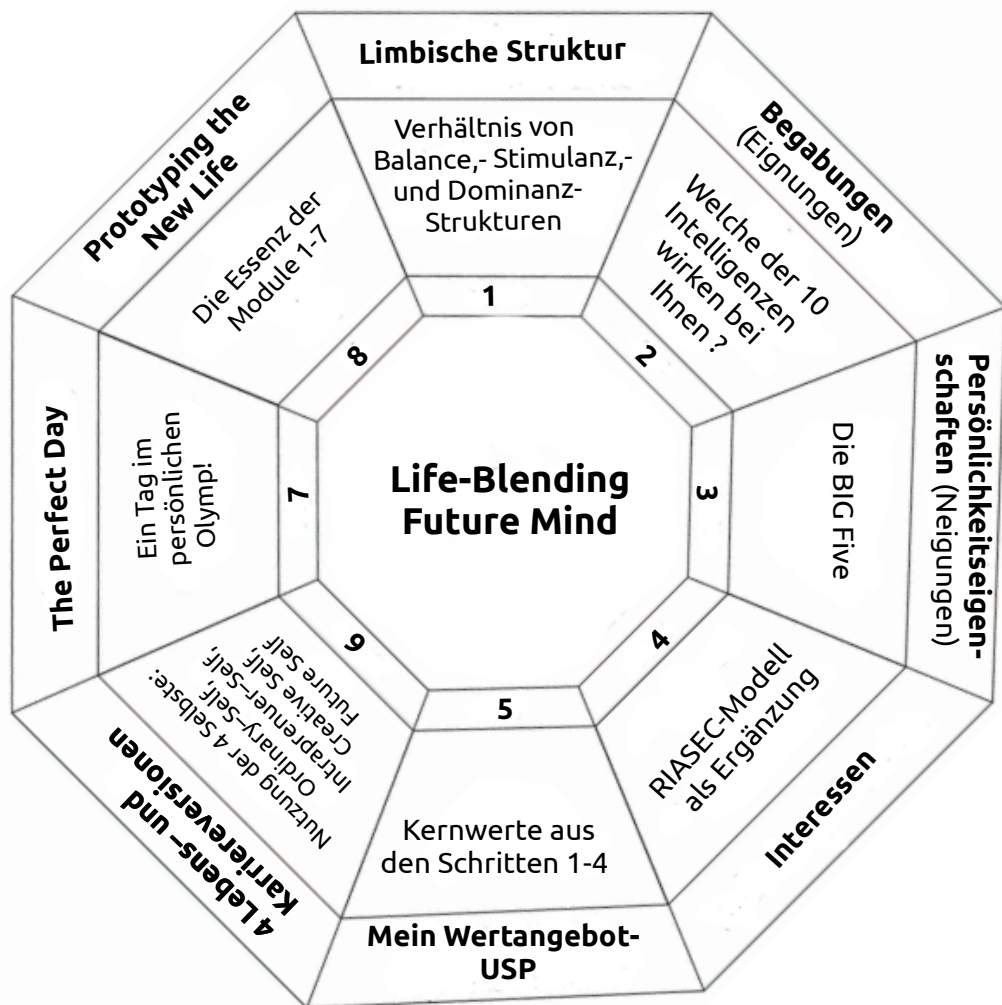 Life-Blending
Future Mind
1
Limbische Struktur
Verhältnis von
Balance,- Stimulanz,-
und Dominanz-
Strukturen
2
Begabungen
(Eignungen)
Welche der 10
Intelligenzen
wirken bei
Ihnen ?
3
Persönlichkeitseigen-
schaften (Neigungen)
Die BIG Five
4
Interessen
RIASEC-Modell
als Ergänzung
5
Kernwerte aus
den Schritten 1-4
Mein Wertangebot-
USP
6
4 Lebens- und
Karriereversionen
Nutzung der 4 Selbste:
Ordinary-Self,
Intraprenuer-Self,
Creative Self,
Future Self
7
The Perfect Day
Ein Tag im
persönlichen
Olymp!
8
Prototyping the
New Life
Die Essenz der
Module 1-7